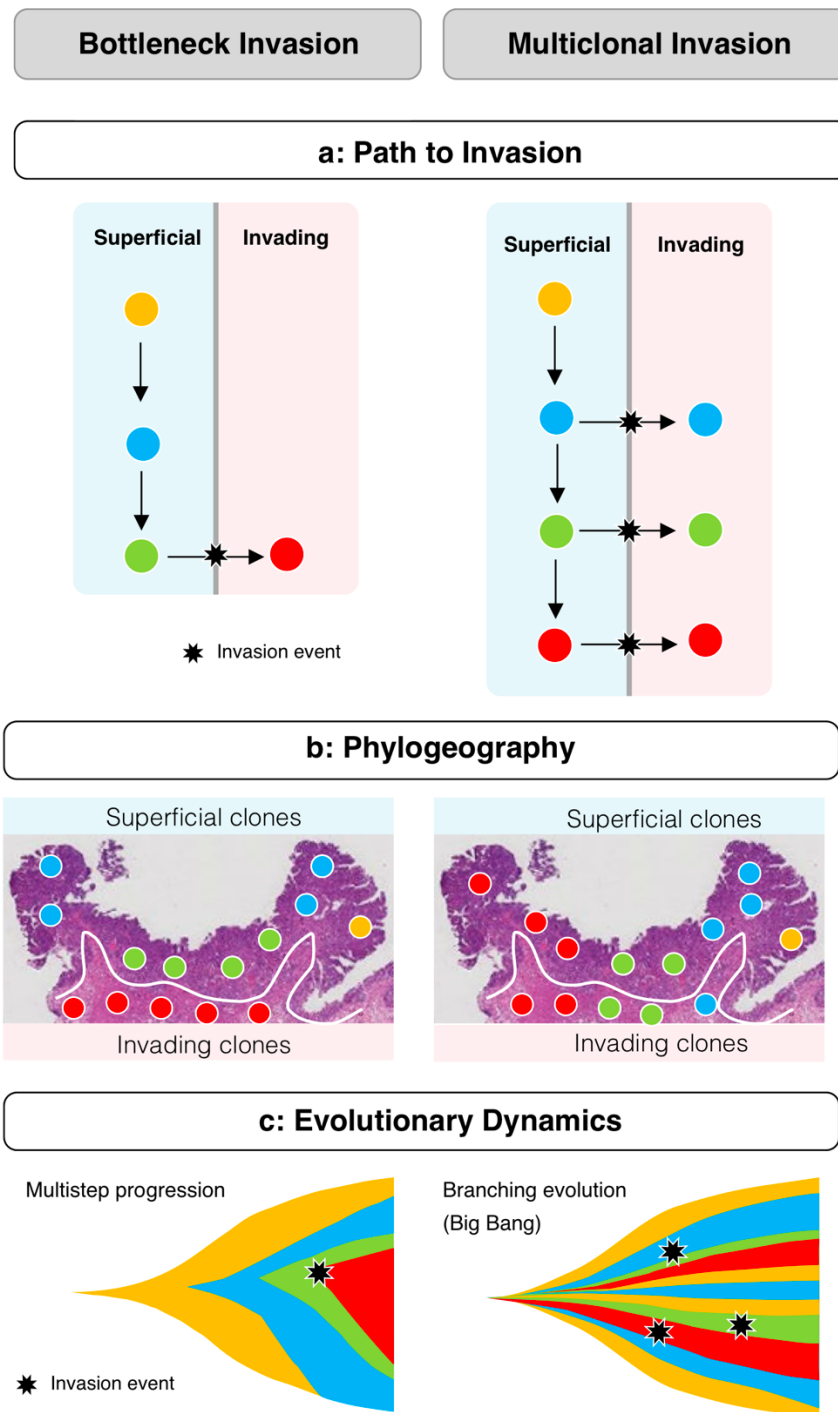 Bottleneck Invasion
Multiclonal Invasion
a: Path to Invasion
Superficial
Invading
Superficial
Invading
Invasion event
b: Phylogeography
Superficial clones
Superficial clones
Invading clones
Invading clones
c: Evolutionary Dynamics
Multistep progression
Branching evolution
(Big Bang)
Invasion event